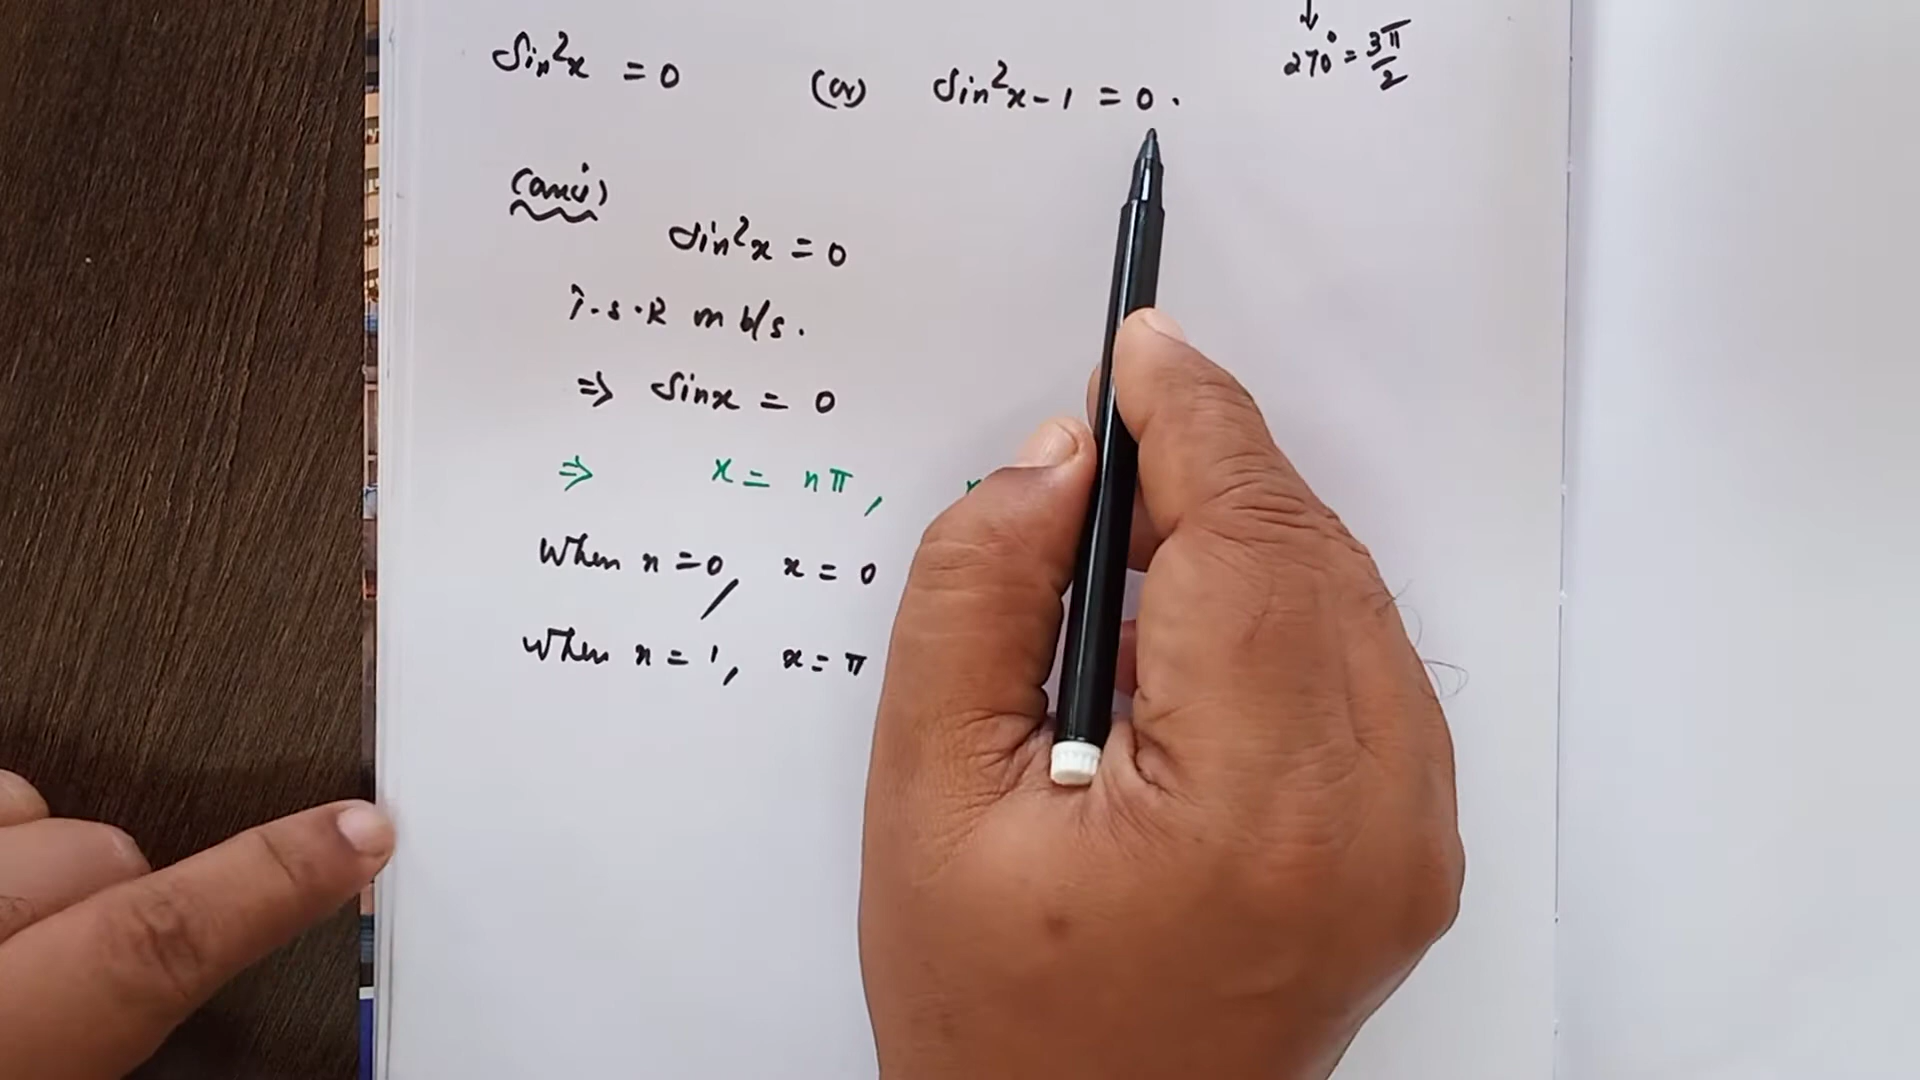 Sin²x = 0 (or) Sin²x - 1 = 0.
↓
270° = 3π/2
Sin²x = 0
T.S.R on b/s.
⇒ Sinx = 0
⇒ x = nπ,
When n = 0, x = 0
When n = 1, x = π